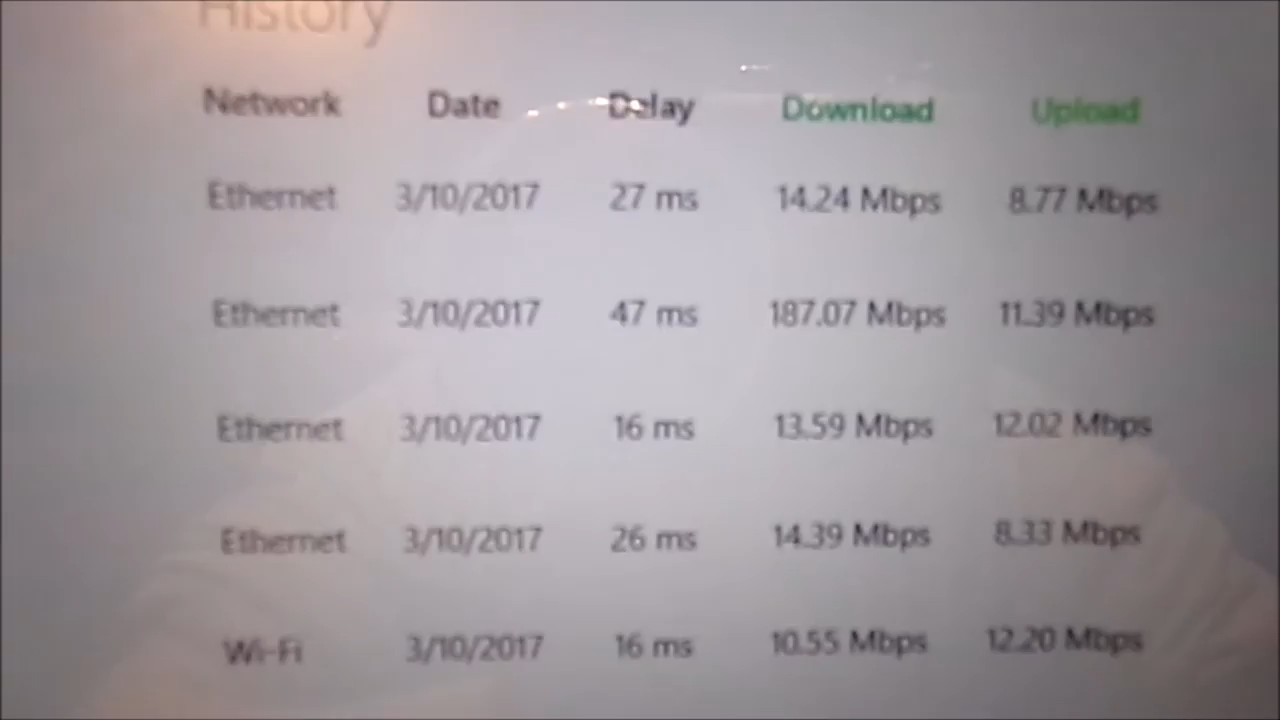 History
Network Date Delay Download Upload
Ethernet 3/10/2017 27 ms 14.24 Mbps 8.77 Mbps
Ethernet 3/10/2017 47 ms 187.07 Mbps 11.39 Mbps
Ethernet 3/10/2017 16 ms 13.59 Mbps 12.02 Mbps
Ethernet 3/10/2017 26 ms 14.39 Mbps 8.33 Mbps
Wi-Fi 3/10/2017 16 ms 10.55 Mbps 12.20 Mbps